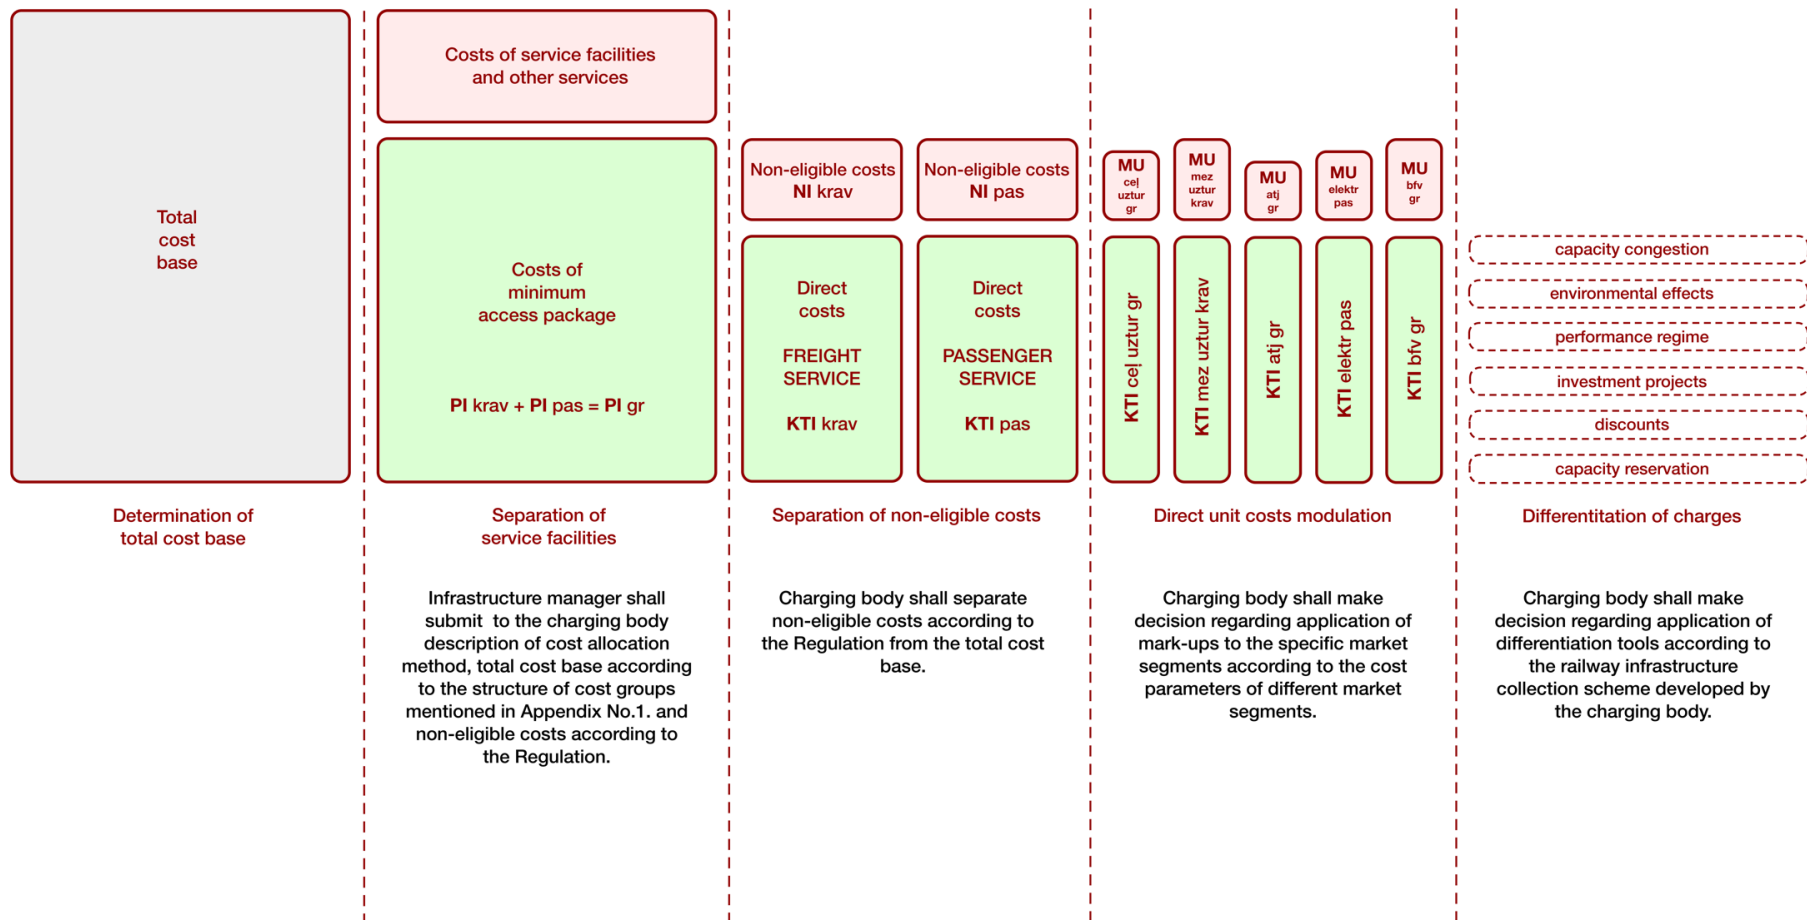 Total
cost
base
Determination of
total cost base
Costs of service facilities
and other services
Costs of
minimum
access package
PI krav + PI pas = PI gr
Separation of
service facilities
Infrastructure manager shall
submit  to the charging body
description of cost allocation
method, total cost base according
to the structure of cost groups
mentioned in Appendix No.1. and
non-eligible costs according to
the Regulation.
Non-eligible costs
NI krav
Non-eligible costs
NI pas
Direct
costs
FREIGHT
SERVICE
KTI krav
Direct
costs
PASSENGER
SERVICE
KTI pas
Separation of non-eligible costs
Charging body shall separate
non-eligible costs according to
the Regulation from the total cost
base.
MU
ceļ
uztur
gr
MU
mez
uztur
krav
MU
atj
gr
MU
elektr
pas
MU
bfv
gr
KTI ceļ uztur gr
KTI mez uztur krav
KTI atj gr
KTI elektr pas
KTI bfv gr
Direct unit costs modulation
Charging body shall make
decision regarding application of
mark-ups to the specific market
segments according to the cost
parameters of different market
segments.
capacity congestion
environmental effects
performance regime
investment projects
discounts
capacity reservation
Differentitation of charges
Charging body shall make
decision regarding application of
differentiation tools according to
the railway infrastructure
collection scheme developed by
the charging body.